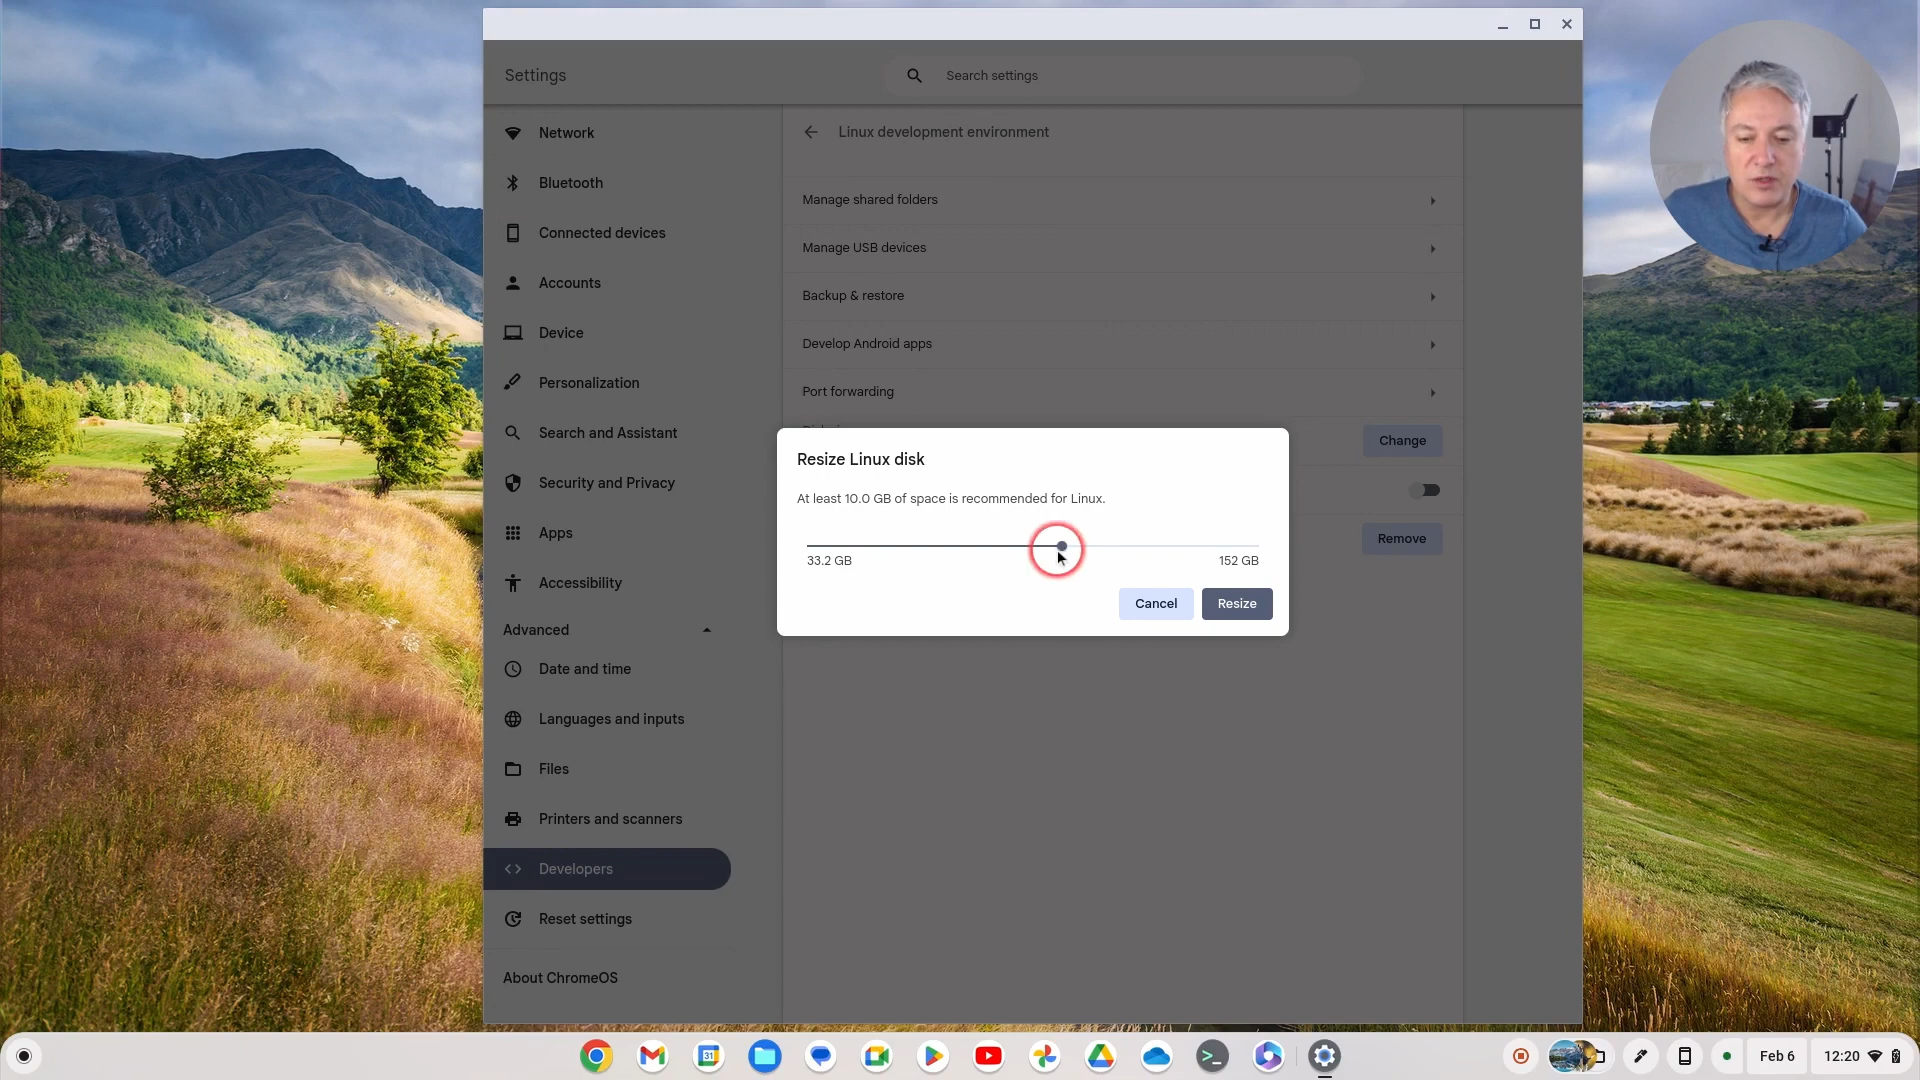 Settings
Search settings
Network
Bluetooth
Connected devices
Accounts
Device
Personalization
Search and Assistant
Security and Privacy
Apps
Accessibility
Advanced
Date and time
Languages and inputs
Files
Printers and scanners
Developers
Reset settings
About ChromeOS
Linux development environment
Manage shared folders
Manage USB devices
Backup & restore
Develop Android apps
Port forwarding
Change
Remove
Resize Linux disk
At least 10.0 GB of space is recommended for Linux.
33.2 GB
152 GB
Cancel
Resize
31
Feb 6
12:20